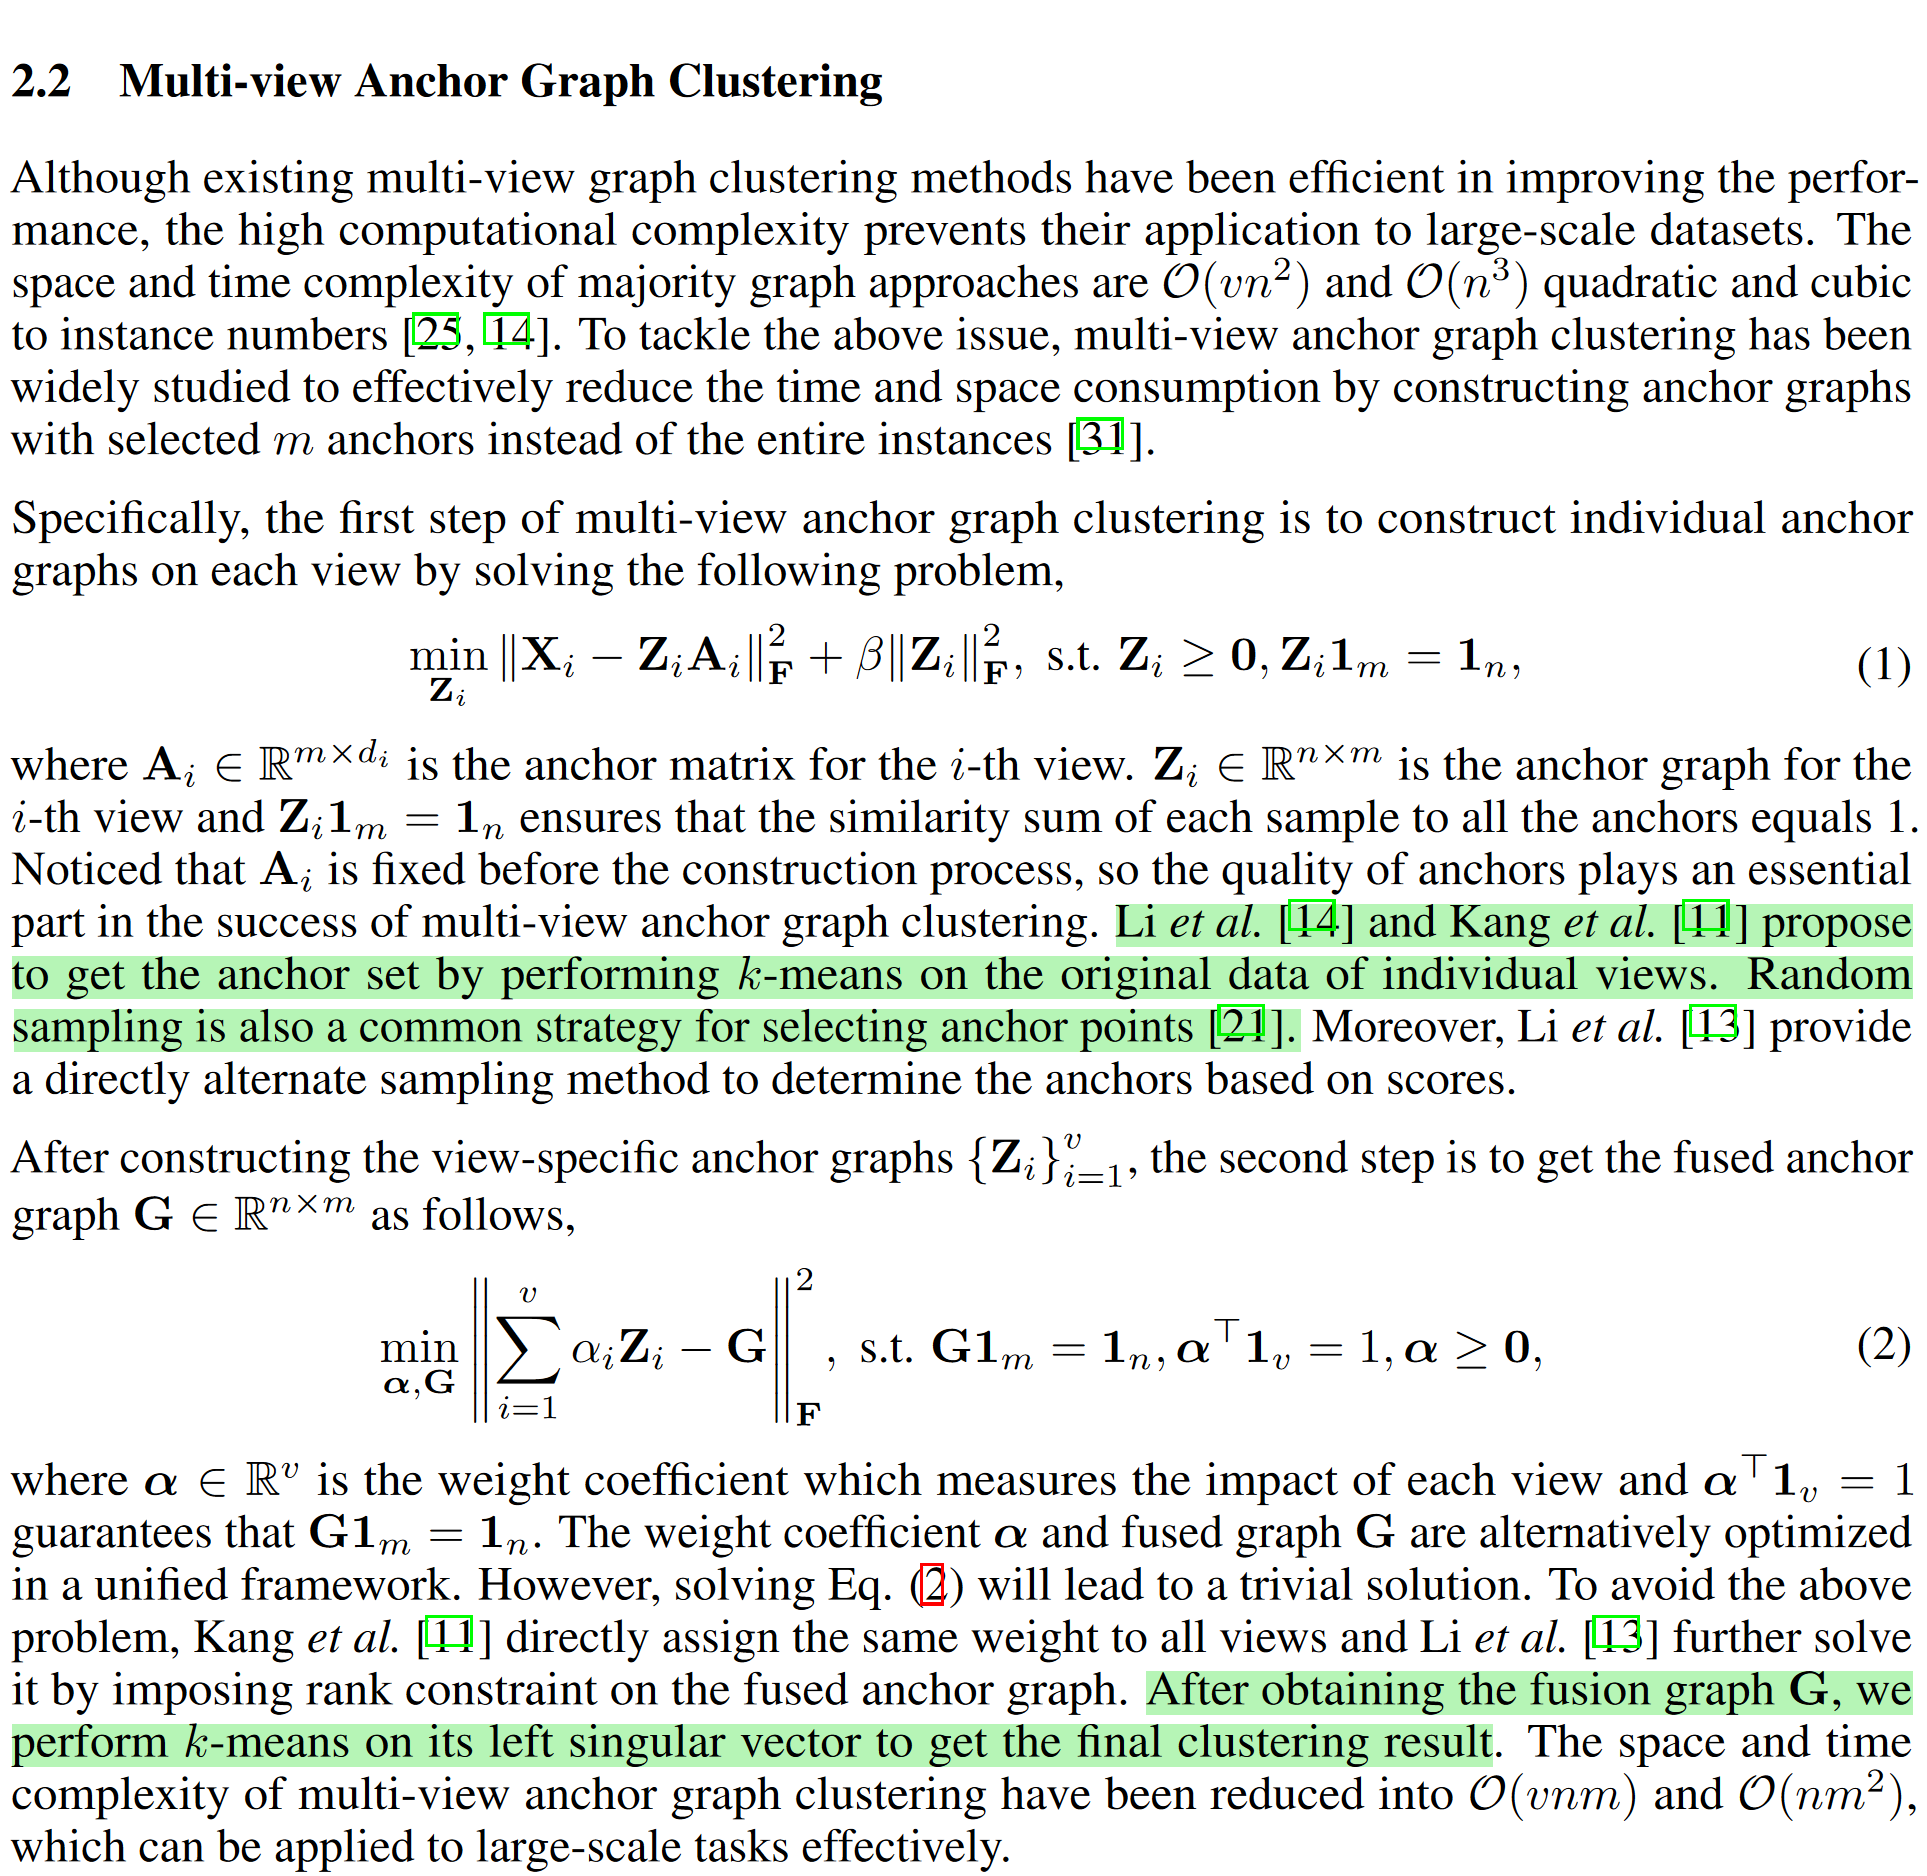 2.2 Multi-view Anchor Graph Clustering
Although existing multi-view graph clustering methods have been efficient in improving the perfor-
mance, the high computational complexity prevents their application to large-scale datasets. The
space and time complexity of majority graph approaches are 𝒪(vn²) and 𝒪(n³) quadratic and cubic
to instance numbers [25, 14]. To tackle the above issue, multi-view anchor graph clustering has been
widely studied to effectively reduce the time and space consumption by constructing anchor graphs
with selected m anchors instead of the entire instances [31].
Specifically, the first step of multi-view anchor graph clustering is to construct individual anchor
graphs on each view by solving the following problem,
$\min_{\mathbf{Z}_i} \|\mathbf{X}_i - \mathbf{Z}_i\mathbf{A}_i\|_{\mathbf{F}}^2 + \beta\|\mathbf{Z}_i\|_{\mathbf{F}}^2, \text{ s.t. } \mathbf{Z}_i \geq \mathbf{0}, \mathbf{Z}_i\mathbf{1}_m = \mathbf{1}_n,$ (1)
where $\mathbf{A}_i \in \mathbb{R}^{m \times d_i}$ is the anchor matrix for the i-th view. $\mathbf{Z}_i \in \mathbb{R}^{n \times m}$ is the anchor graph for the
i-th view and $\mathbf{Z}_i\mathbf{1}_m = \mathbf{1}_n$ ensures that the similarity sum of each sample to all the anchors equals 1.
Noticed that $\mathbf{A}_i$ is fixed before the construction process, so the quality of anchors plays an essential
part in the success of multi-view anchor graph clustering. Li et al. [14] and Kang et al. [11] propose
to get the anchor set by performing k-means on the original data of individual views. Random
sampling is also a common strategy for selecting anchor points [21]. Moreover, Li et al. [13] provide
a directly alternate sampling method to determine the anchors based on scores.
After constructing the view-specific anchor graphs $\{\mathbf{Z}_i\}_{i=1}^v$, the second step is to get the fused anchor
graph $\mathbf{G} \in \mathbb{R}^{n \times m}$ as follows,
$\min_{\boldsymbol{\alpha},\mathbf{G}} \left\|\sum_{i=1}^v \alpha_i\mathbf{Z}_i - \mathbf{G}\right\|_{\mathbf{F}}^2, \text{ s.t. } \mathbf{G}\mathbf{1}_m = \mathbf{1}_n, \boldsymbol{\alpha}^\top\mathbf{1}_v = 1, \boldsymbol{\alpha} \geq \mathbf{0},$ (2)
where $\boldsymbol{\alpha} \in \mathbb{R}^v$ is the weight coefficient which measures the impact of each view and $\boldsymbol{\alpha}^\top\mathbf{1}_v = 1$
guarantees that $\mathbf{G}\mathbf{1}_m = \mathbf{1}_n$. The weight coefficient $\boldsymbol{\alpha}$ and fused graph $\mathbf{G}$ are alternatively optimized
in a unified framework. However, solving Eq. (2) will lead to a trivial solution. To avoid the above
problem, Kang et al. [11] directly assign the same weight to all views and Li et al. [13] further solve
it by imposing rank constraint on the fused anchor graph. After obtaining the fusion graph $\mathbf{G}$, we
perform k-means on its left singular vector to get the final clustering result. The space and time
complexity of multi-view anchor graph clustering have been reduced into 𝒪(vnm) and 𝒪(nm²),
which can be applied to large-scale tasks effectively.